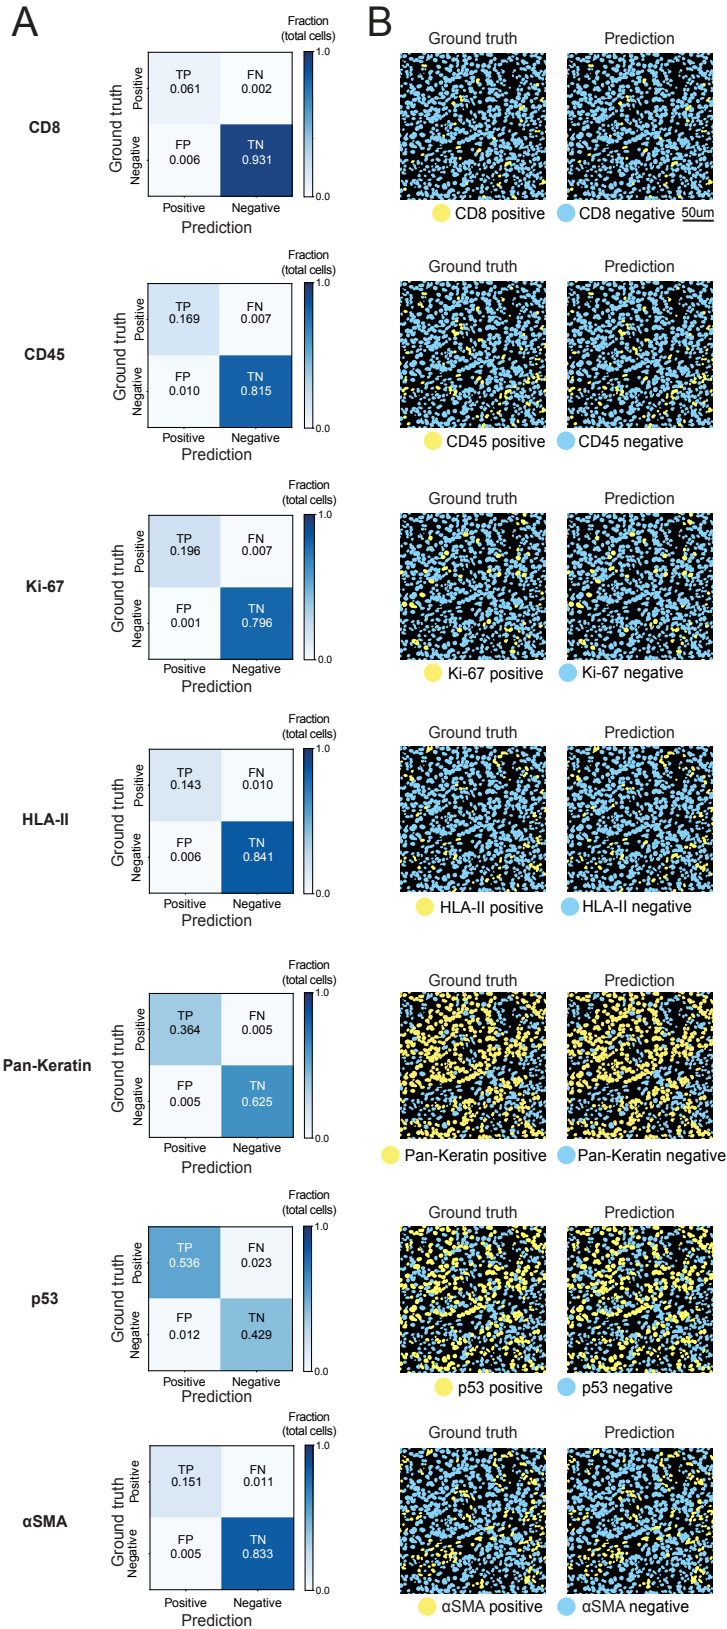 A
B
Fraction
(total cells)
Ground truth
Prediction
CD8
Ground truth
Positive
Negative
TP
0.061
FN
0.002
FP
0.006
TN
0.931
1.0
0.0
Positive
Negative
Prediction
CD8 positive
CD8 negative
50um
Fraction
(total cells)
Ground truth
Prediction
CD45
Ground truth
Positive
Negative
TP
0.169
FN
0.007
FP
0.010
TN
0.815
1.0
0.0
Positive
Negative
Prediction
CD45 positive
CD45 negative
Fraction
(total cells)
Ground truth
Prediction
Ki-67
Ground truth
Positive
Negative
TP
0.196
FN
0.007
FP
0.001
TN
0.796
1.0
0.0
Positive
Negative
Prediction
Ki-67 positive
Ki-67 negative
Fraction
(total cells)
Ground truth
Prediction
HLA-II
Ground truth
Positive
Negative
TP
0.143
FN
0.010
FP
0.006
TN
0.841
1.0
0.0
Positive
Negative
Prediction
HLA-II positive
HLA-II negative
Fraction
(total cells)
Ground truth
Prediction
Pan-Keratin
Ground truth
Positive
Negative
TP
0.364
FN
0.005
FP
0.005
TN
0.625
1.0
0.0
Positive
Negative
Prediction
Pan-Keratin positive
Pan-Keratin negative
Fraction
(total cells)
Ground truth
Prediction
p53
Ground truth
Positive
Negative
TP
0.536
FN
0.023
FP
0.012
TN
0.429
1.0
0.0
Positive
Negative
Prediction
p53 positive
p53 negative
Fraction
(total cells)
Ground truth
Prediction
αSMA
Ground truth
Positive
Negative
TP
0.151
FN
0.011
FP
0.005
TN
0.833
1.0
0.0
Positive
Negative
Prediction
αSMA positive
αSMA negative